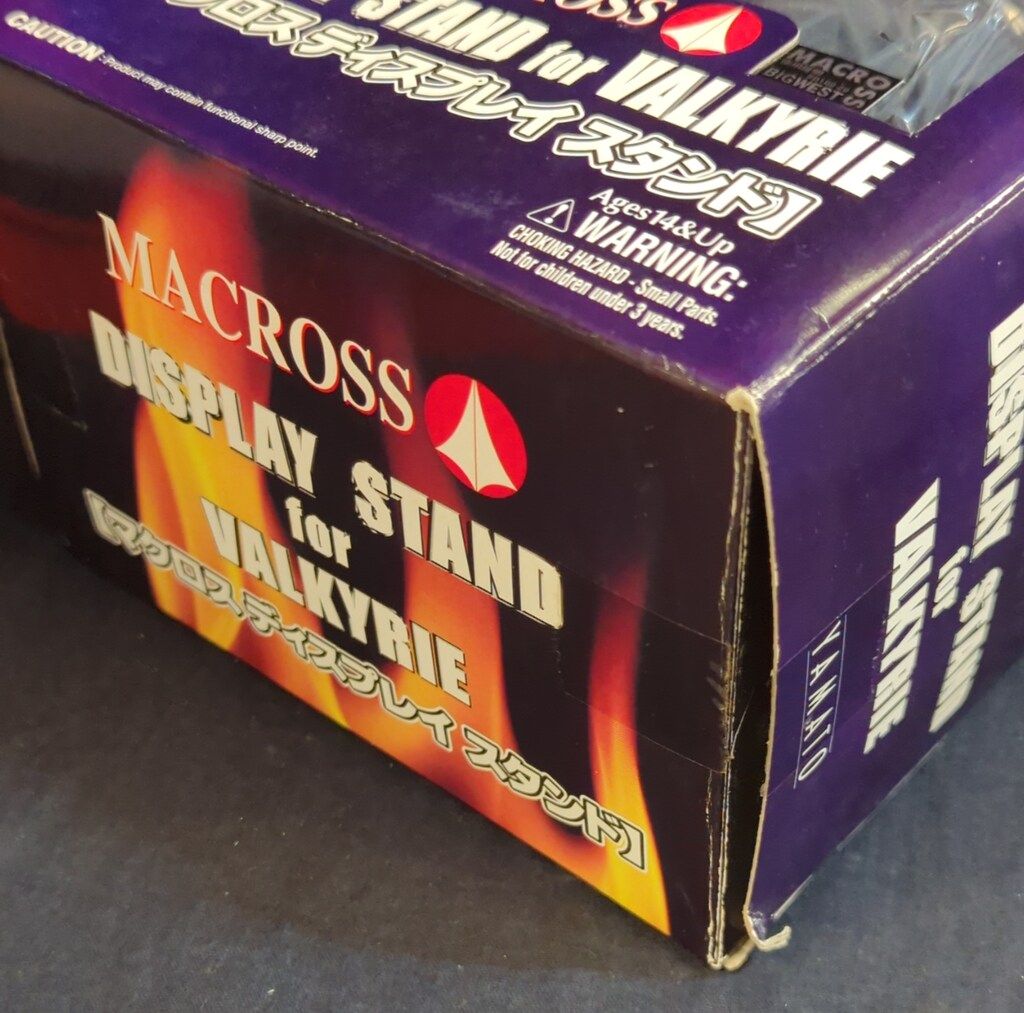 MACROSS
STAND for VALKYRIE
クロス ディスプレイ スタンド】
MACROSS
BIGWEST
CAUTION : Product may contain functional sharp point.
Ages 14 & Up
WARNING:
CHOKING HAZARD - Small Parts.
Not for children under 3 years.
MACROSS
DISPLAY STAND
for
VALKYRIE
【マクロス ディスプレイ スタンド】
DISPLAY STAND
for
VALKYRIE
YAMATO